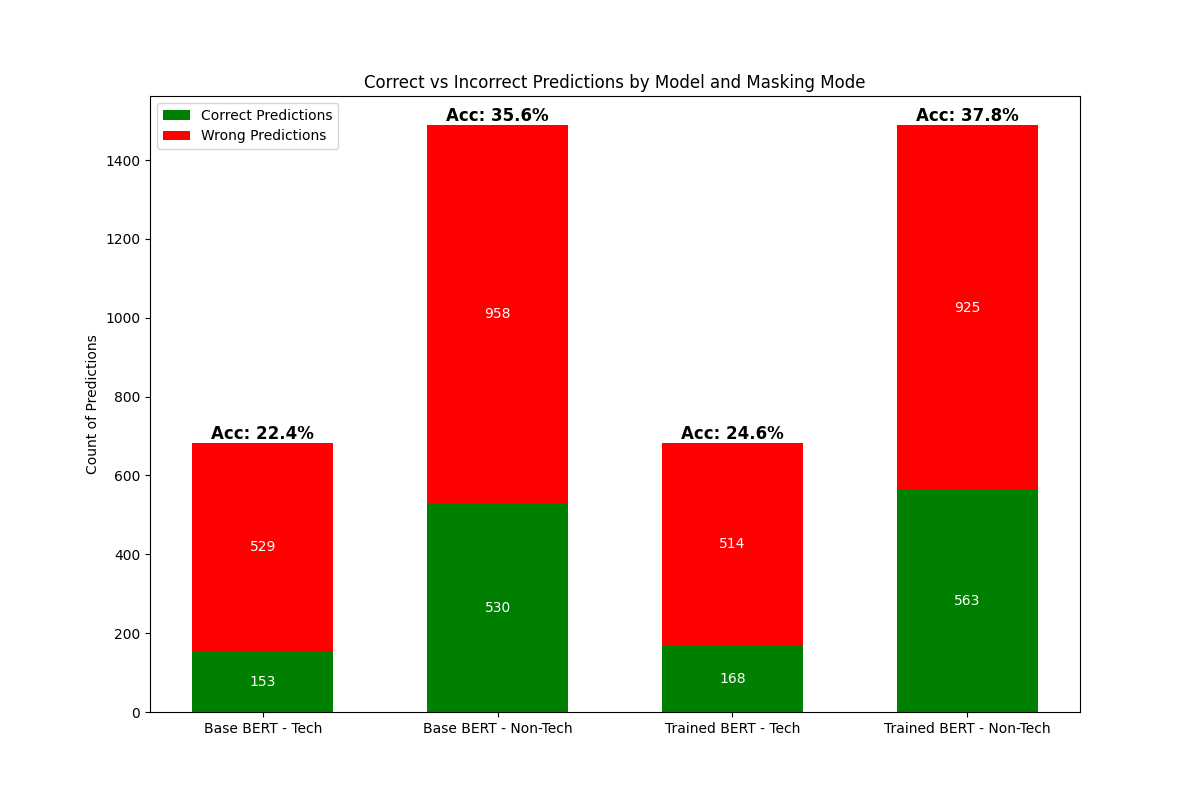 Correct vs Incorrect Predictions by Model and Masking Mode
Correct Predictions
Wrong Predictions
Acc: 35.6%
Acc: 37.8%
Acc: 22.4%
Acc: 24.6%
Count of Predictions
1400
1200
1000
800
600
400
200
0
958
925
529
514
530
563
153
168
Base BERT - Tech
Base BERT - Non-Tech
Trained BERT - Tech
Trained BERT - Non-Tech